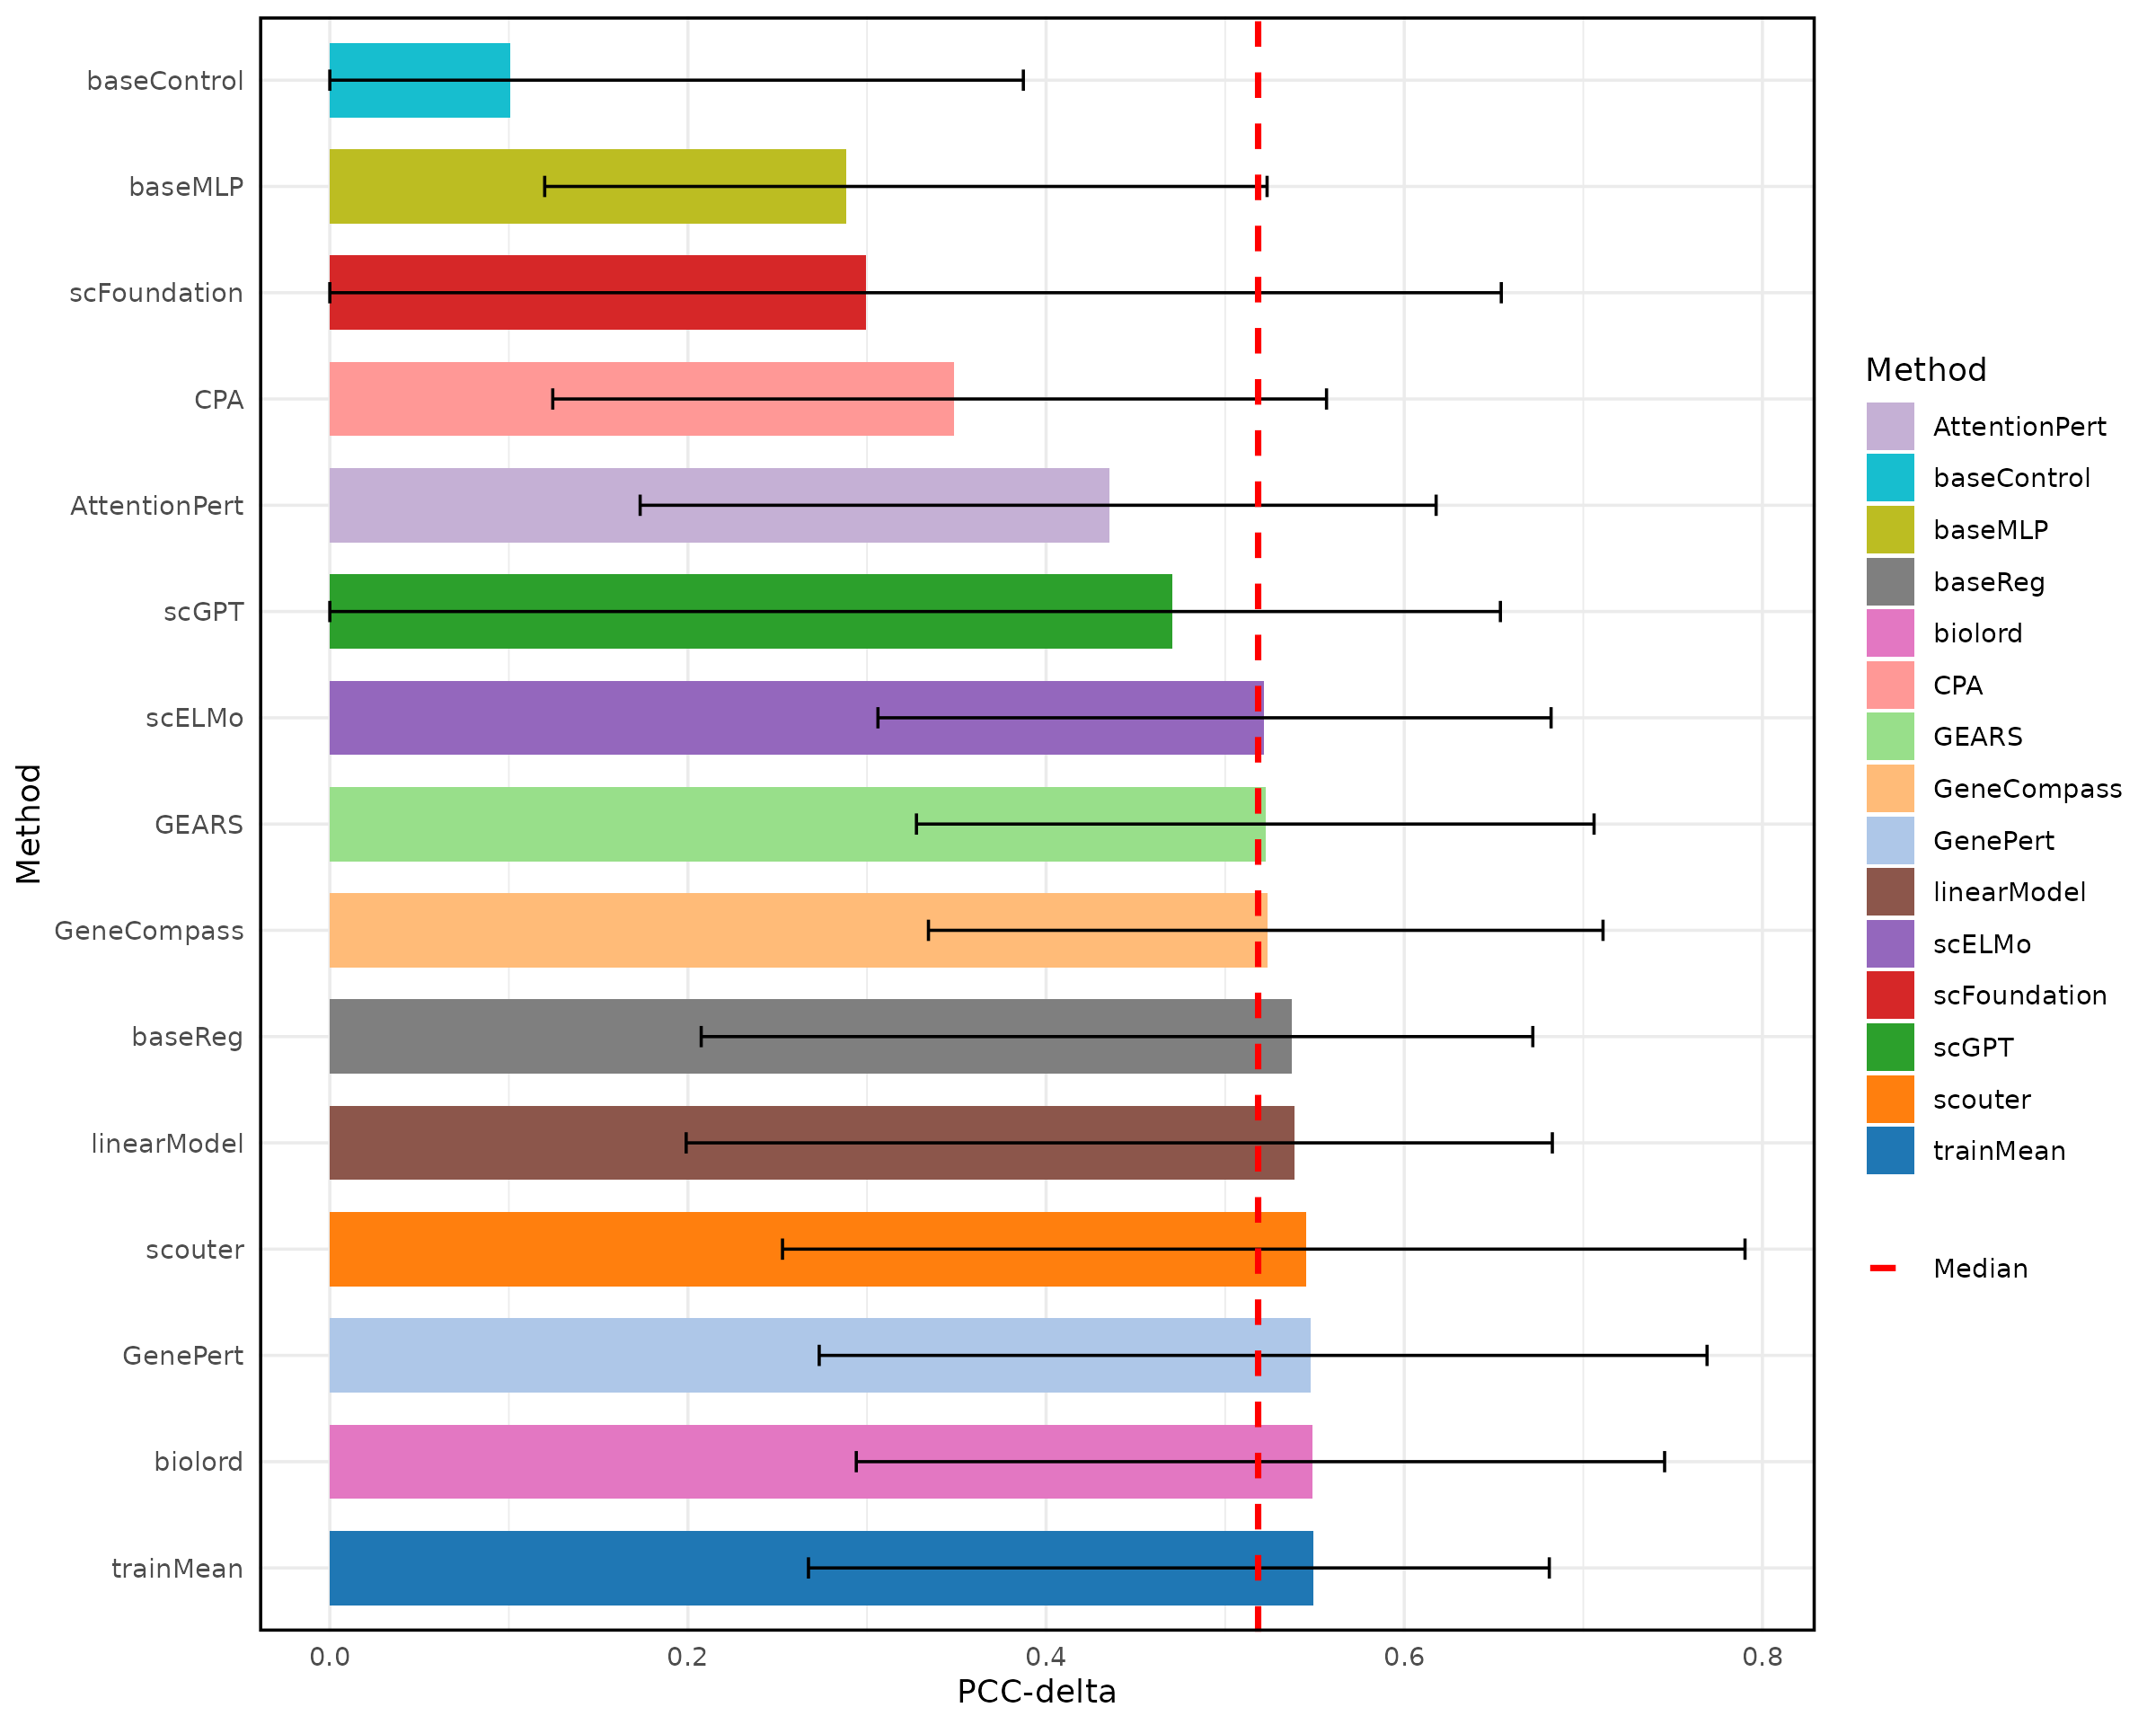 baseControl
baseMLP
scFoundation
CPA
AttentionPert
scGPT
scELMo
GEARS
GeneCompass
baseReg
linearModel
scouter
GenePert
biolord
trainMean
Method
0.0 0.2 0.4 0.6 0.8
PCC-delta
Method
AttentionPert
baseControl
baseMLP
baseReg
biolord
CPA
GEARS
GeneCompass
GenePert
linearModel
scELMo
scFoundation
scGPT
scouter
trainMean
Median